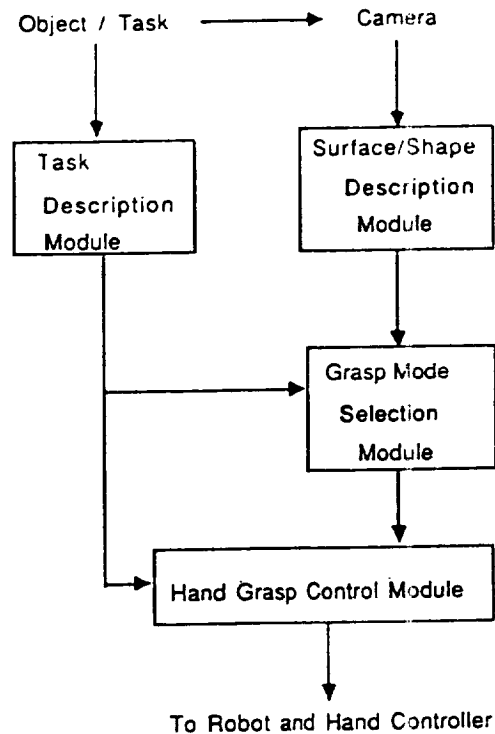 Object / Task
Camera
Task
Description
Module
Surface/Shape
Description
Module
Grasp Mode
Selection
Module
Hand Grasp Control Module
To Robot and Hand Controller